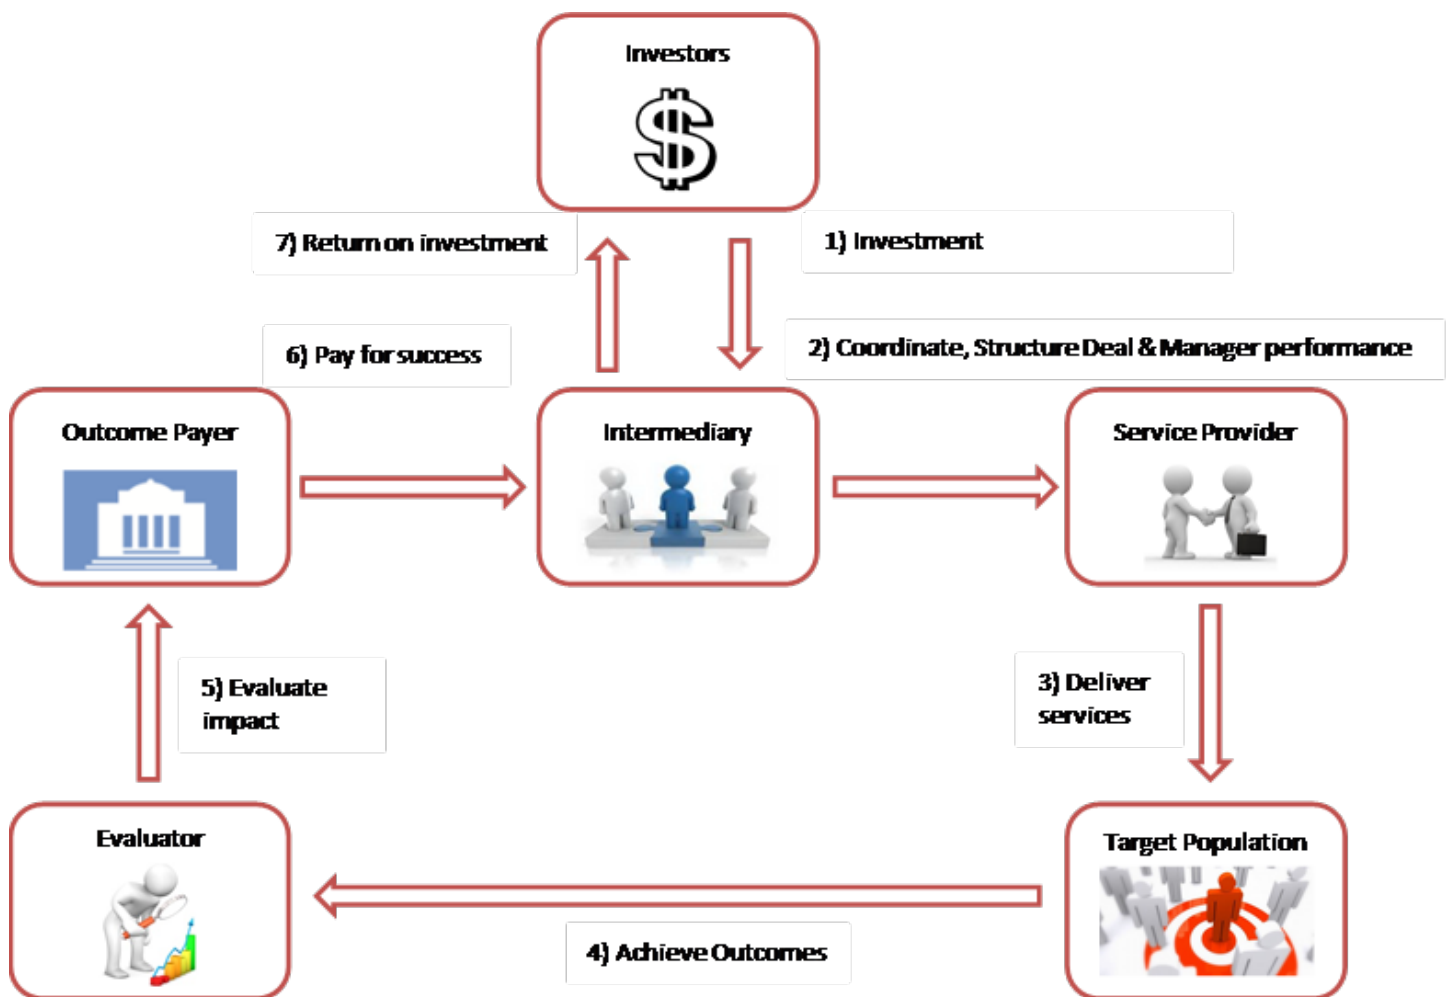 Investors
7) Return on investment
1) Investment
6) Pay for success
2) Coordinate, Structure Deal & Manager performance
Outcome Payer
Intermediary
Service Provider
5) Evaluate
impact
3) Deliver
services
Evaluator
Target Population
4) Achieve Outcomes